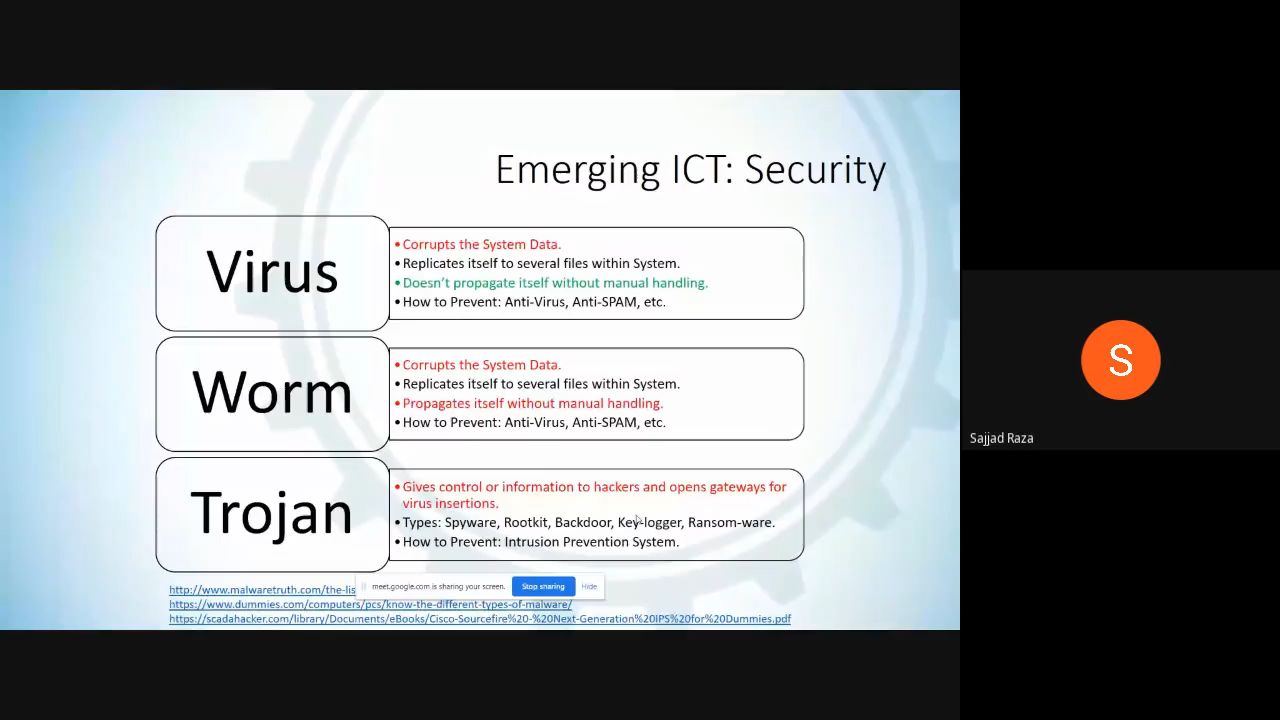 Emerging ICT: Security
Virus
•Corrupts the System Data.
•Replicates itself to several files within System.
•Doesn't propagate itself without manual handling.
•How to Prevent: Anti-Virus, Anti-SPAM, etc.
Worm
•Corrupts the System Data.
•Replicates itself to several files within System.
•Propagates itself without manual handling.
•How to Prevent: Anti-Virus, Anti-SPAM, etc.
Trojan
•Gives control or information to hackers and opens gateways for
virus insertions.
•Types: Spyware, Rootkit, Backdoor, Key-logger, Ransom-ware.
•How to Prevent: Intrusion Prevention System.
http://www.malwaretruth.com/the-lis
meet.google.com is sharing your screen. Stop sharing Hide
https://www.dummies.com/computers/pcs/know-the-different-types-of-malware/
https://scadahacker.com/library/Documents/eBooks/Cisco-Sourcefire%20-%20Next-Generation%20IPS%20for%20Dummies.pdf
S
Sajjad Raza